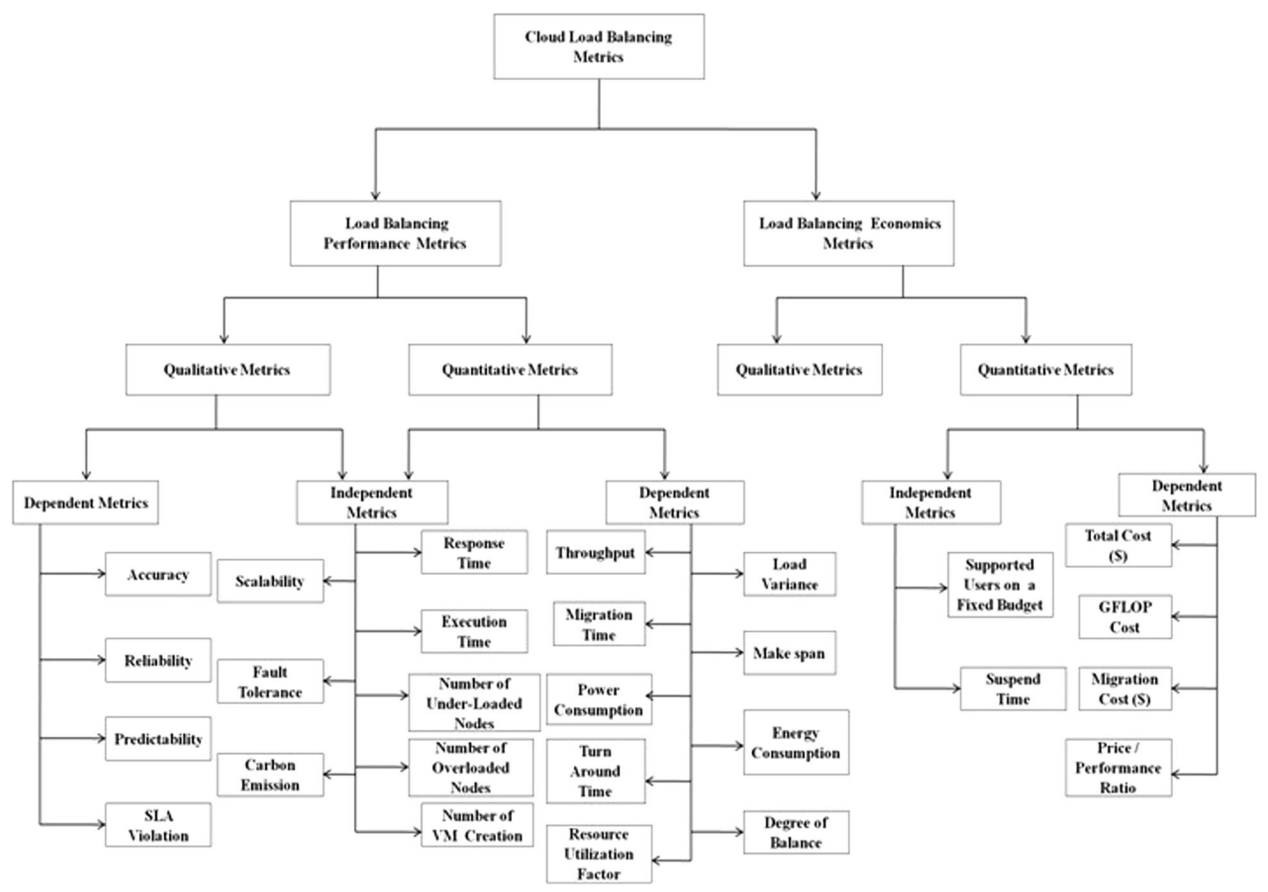 Cloud Load Balancing
Metrics
Load Balancing
Performance Metrics
Load Balancing Economics
Metrics
Qualitative Metrics
Quantitative Metrics
Qualitative Metrics
Quantitative Metrics
Dependent Metrics
Independent
Metrics
Dependent
Metrics
Independent
Metrics
Dependent
Metrics
Accuracy
Reliability
Predictability
SLA
Violation
Scalability
Fault
Tolerance
Carbon
Emission
Response
Time
Execution
Time
Number of
Under-Loaded
Nodes
Number of
Overloaded
Nodes
Number of
VM Creation
Throughput
Migration
Time
Power
Consumption
Turn
Around
Time
Resource
Utilization
Factor
Load
Variance
Make span
Energy
Consumption
Degree of
Balance
Supported
Users on a
Fixed Budget
Suspend
Time
Total Cost
($)
GFLOP
Cost
Migration
Cost ($)
Price /
Performance
Ratio